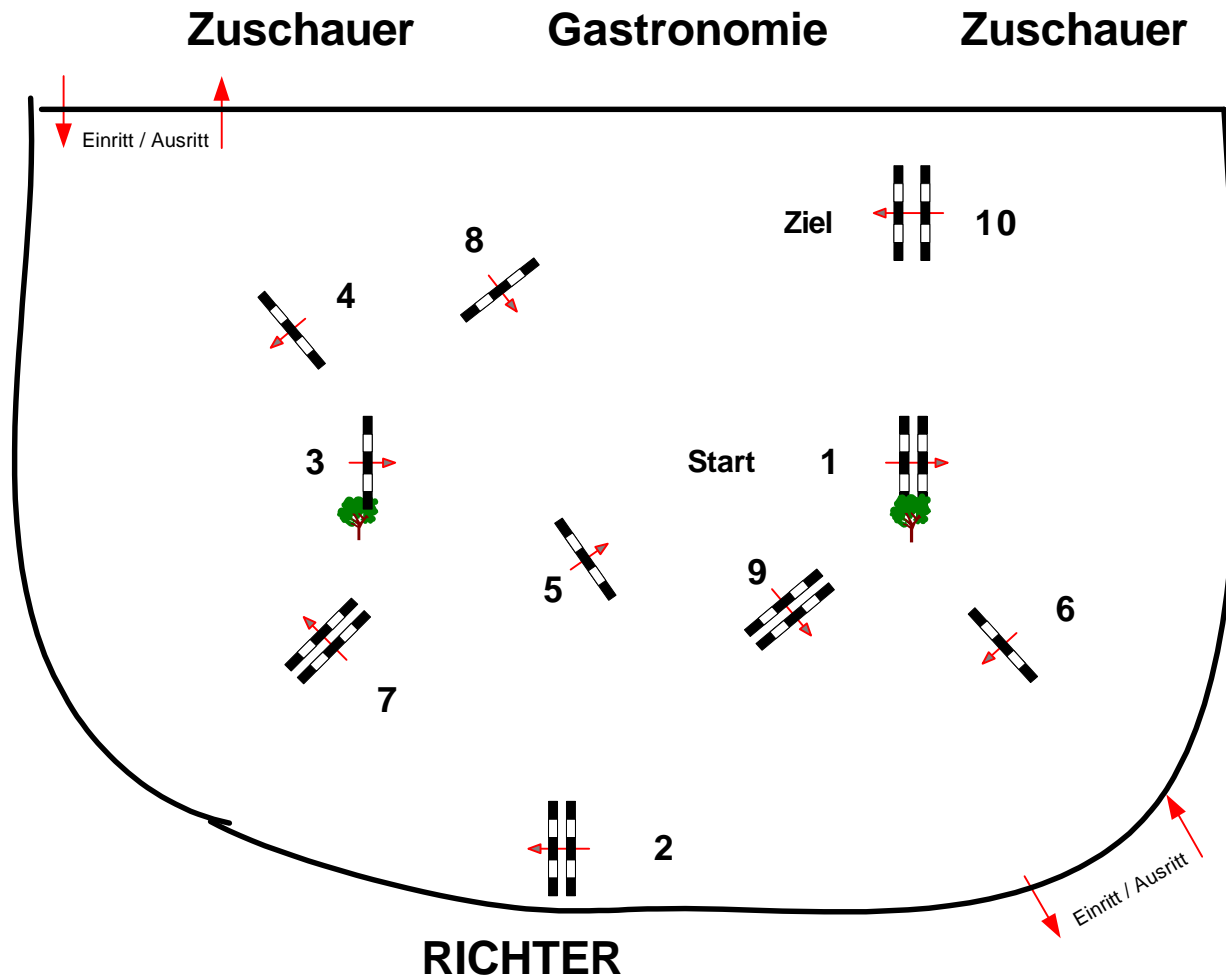 Zuschauer Gastronomie Zuschauer
Einritt / Ausritt
Ziel 10
8
4
3 Start 1
5 9
6
7
2
Einritt / Ausritt
RICHTER